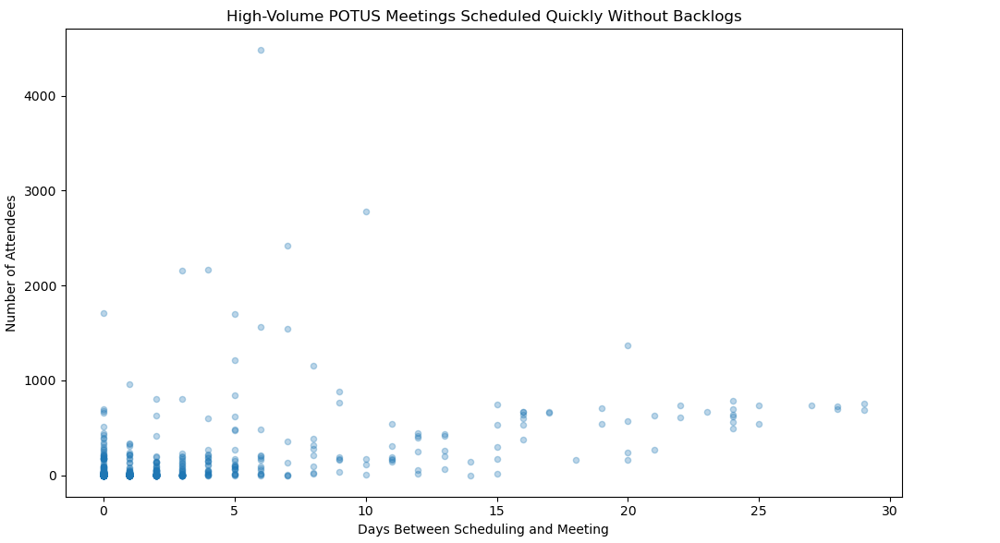 High-Volume POTUS Meetings Scheduled Quickly Without Backlogs
Number of Attendees
4000
3000
2000
1000
0
0 5 10 15 20 25 30
Days Between Scheduling and Meeting